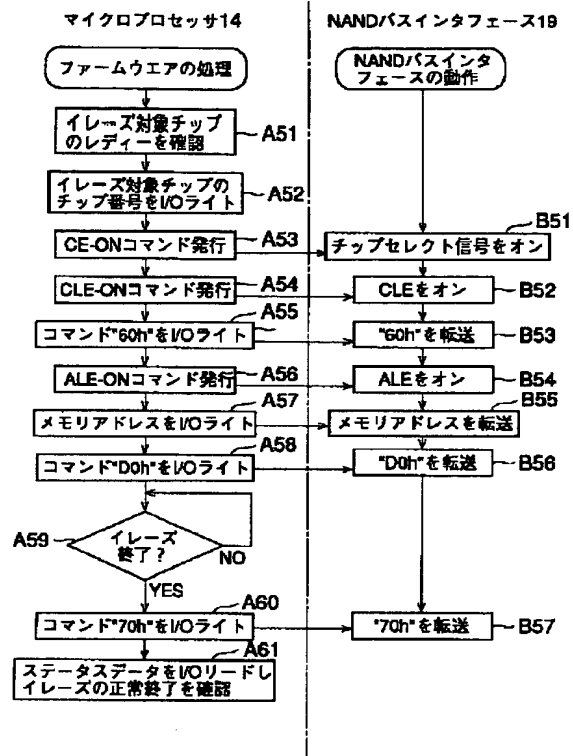 マイクロプロセッサ14
NANDバスインタフェース19
ファームウエアの処理
NANDバスインタ
フェースの動作
イレーズ対象チップ
のレディーを確認
A51
イレーズ対象チップの
チップ番号をI/Oライト
A52
B51
CE-ONコマンド発行
A53
チップセレクト信号をオン
CLE-ONコマンド発行
A54
CLEをオン
B52
A55
コマンド"60h"をI/Oライト
"60h"を転送
B53
ALE-ONコマンド発行
A56
ALEをオン
B54
A57
B55
メモリアドレスをI/Oライト
メモリアドレスを転送
A58
コマンド"D0h"をI/Oライト
"D0h"を転送
B56
A59
イレーズ
終了?
NO
YES
A60
コマンド"70h"をI/Oライト
"70h"を転送
B57
A61
ステータスデータをI/Oリードし
イレーズの正常終了を確認